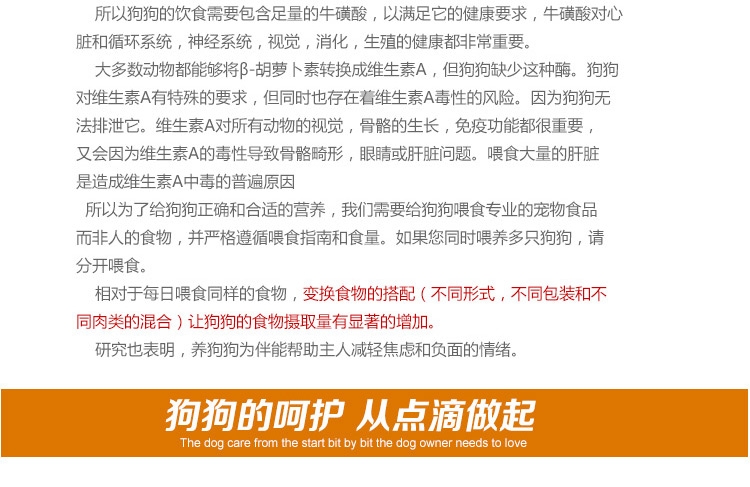 所以狗狗的饮食需要包含足量的牛磺酸，以满足它的健康要求，牛磺酸对心
脏和循环系统，神经系统，视觉，消化，生殖的健康都非常重要。
大多数动物都能够将β-胡萝卜素转换成维生素A，但狗狗缺少这种酶。狗狗
对维生素A有特殊的要求，但同时也存在着维生素A毒性的风险。因为狗狗无
法排泄它。维生素A对所有动物的视觉，骨骼的生长，免疫功能都很重要，
又会因为维生素A的毒性导致骨骼畸形，眼睛或肝脏问题。喂食大量的肝脏
是造成维生素A中毒的普遍原因
所以为了给狗狗正确和合适的营养，我们需要给狗狗喂食专业的宠物食品
而非人的食物，并严格遵循喂食指南和食量。如果您同时喂养多只狗狗，请
分开喂食。
相对于每日喂食同样的食物，变换食物的搭配（不同形式，不同包装和不
同肉类的混合）让狗狗的食物摄取量有显著的增加。
研究也表明，养狗狗为伴能帮助主人减轻焦虑和负面的情绪。
狗狗的呵护 从点滴做起
The dog care from the start bit by bit the dog owner needs to love